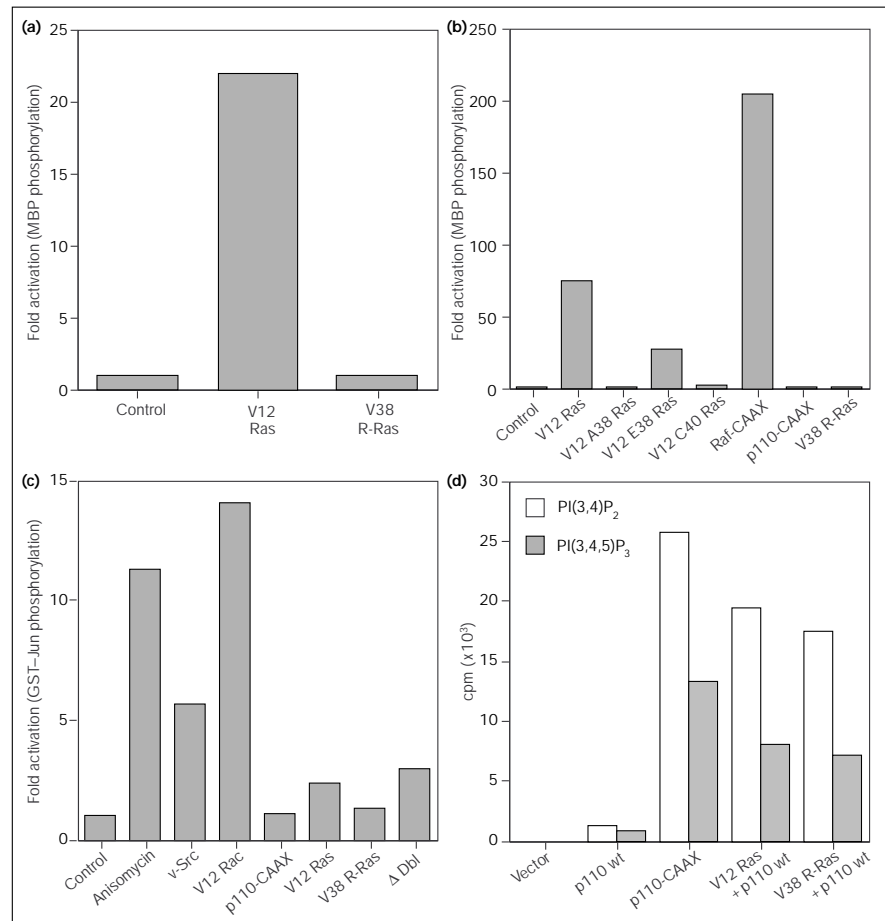 (a)
25
20
15
10
5
0
Fold activation (MBP phosphorylation)
Control
V12
Ras
V38
R-Ras
(b)
250
200
150
100
50
0
Fold activation (MBP phosphorylation)
Control
V12 Ras
V12 A38 Ras
V12 E38 Ras
V12 C40 Ras
Raf-CAAX
p110-CAAX
V38 R-Ras
(c)
15
10
5
0
Fold activation (GST–Jun phosphorylation)
Control
Anisomycin
v-Src
V12 Rac
p110-CAAX
V12 Ras
V38 R-Ras
Δ Dbl
(d)
30
25
20
15
10
5
0
cpm (x10³)
PI(3,4)P₂
PI(3,4,5)P₃
Vector
p110 wt
p110-CAAX
V12 Ras
+p110 wt
V38 R-Ras
+p110 wt